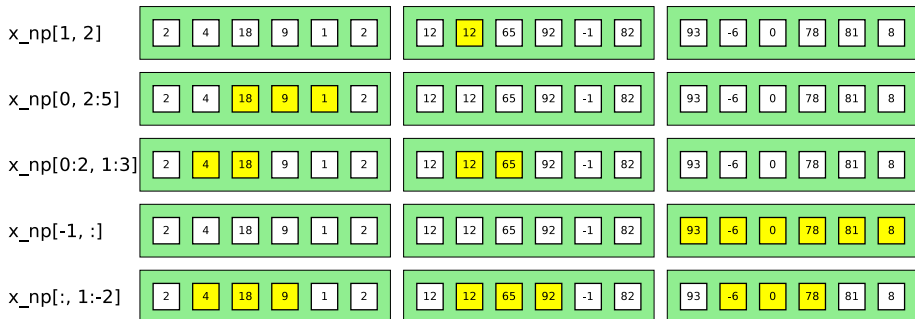 x_np[1, 2] 2 4 18 9 1 2 12 12 65 92 -1 82 93 -6 0 78 81 8
x_np[0, 2:5] 2 4 18 9 1 2 12 12 65 92 -1 82 93 -6 0 78 81 8
x_np[0:2, 1:3] 2 4 18 9 1 2 12 12 65 92 -1 82 93 -6 0 78 81 8
x_np[-1, :] 2 4 18 9 1 2 12 12 65 92 -1 82 93 -6 0 78 81 8
x_np[:, 1:-2] 2 4 18 9 1 2 12 12 65 92 -1 82 93 -6 0 78 81 8